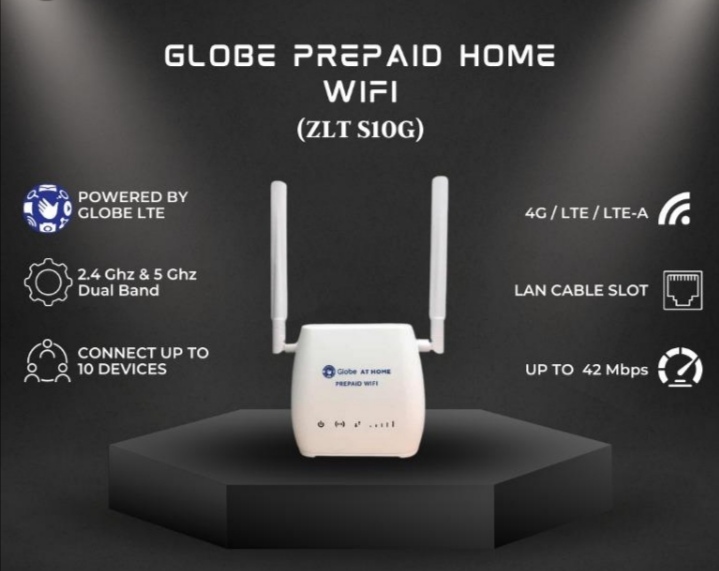 GLOBE PREPAID HOME
WIFI
(ZLT S10G)
POWERED BY
GLOBE LTE
2.4 Ghz & 5 Ghz
Dual Band
CONNECT UP TO
10 DEVICES
4G / LTE / LTE-A
LAN CABLE SLOT
UP TO 42 Mbps
Globe AT HOME
PREPAID WIFI